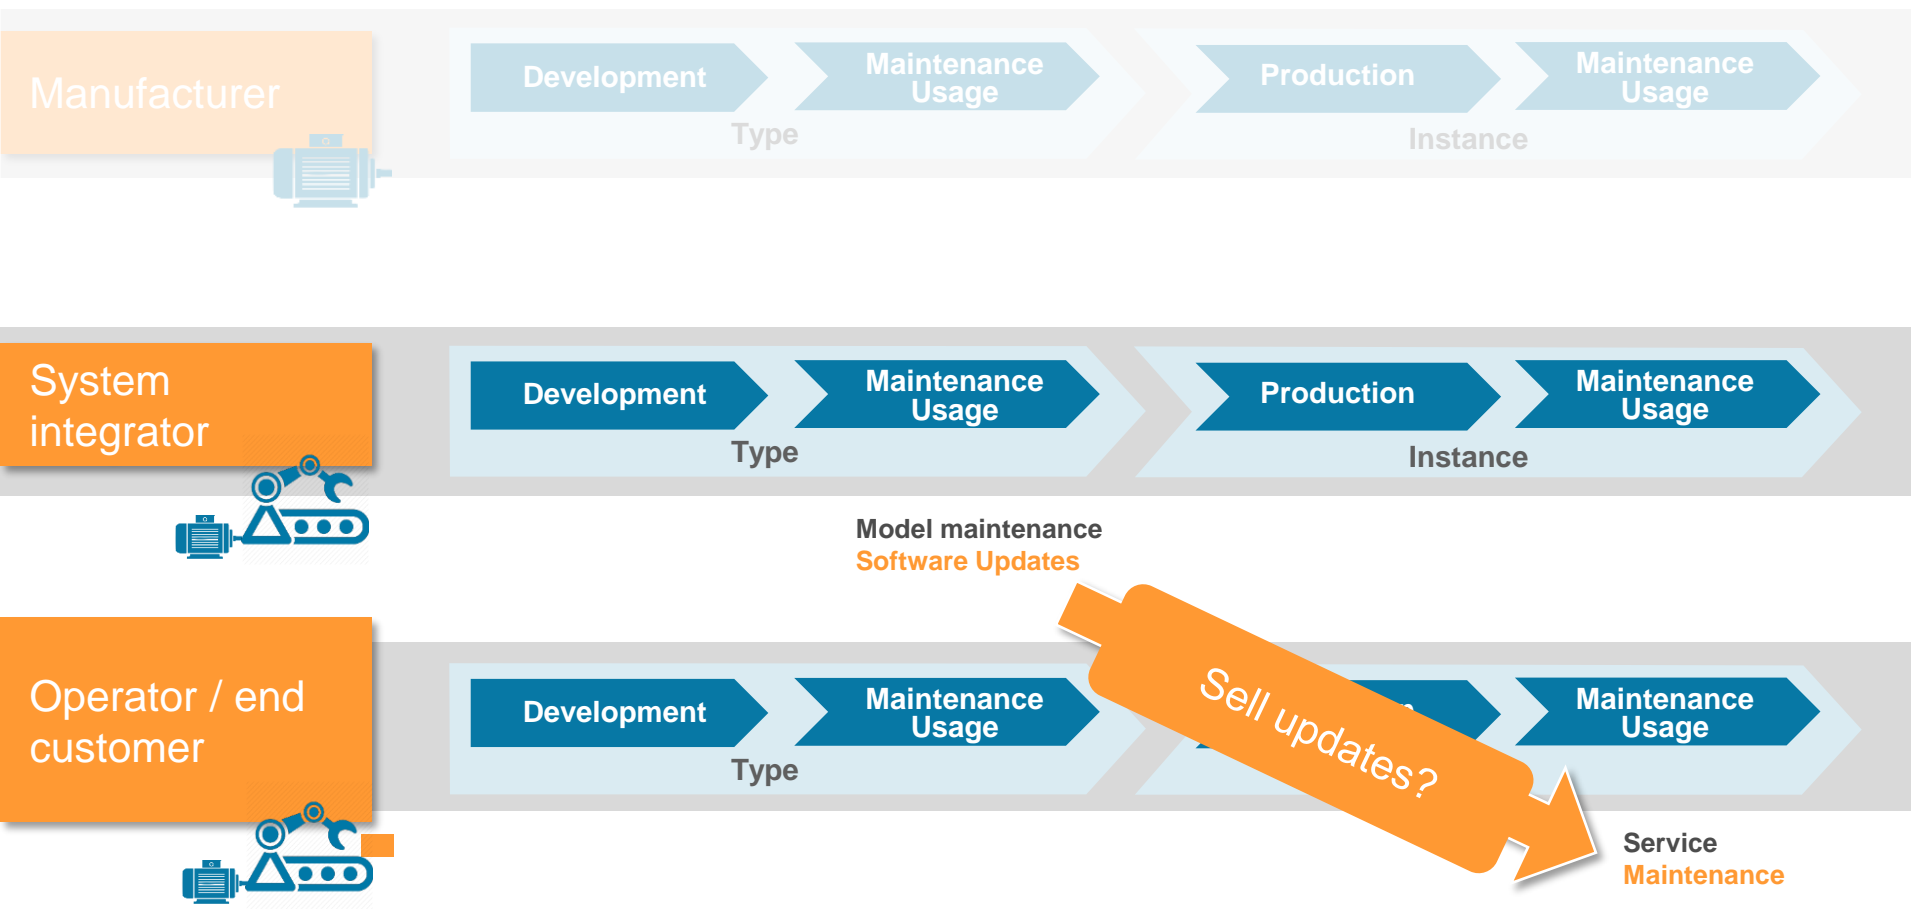 Manufacturer
Development
Maintenance
Usage
Type
Production
Maintenance
Usage
Instance
System
integrator
Development
Maintenance
Usage
Type
Production
Maintenance
Usage
Instance
Model maintenance
Software Updates
Operator / end
customer
Development
Maintenance
Usage
Type
Sell updates?
Maintenance
Usage
Service
Maintenance